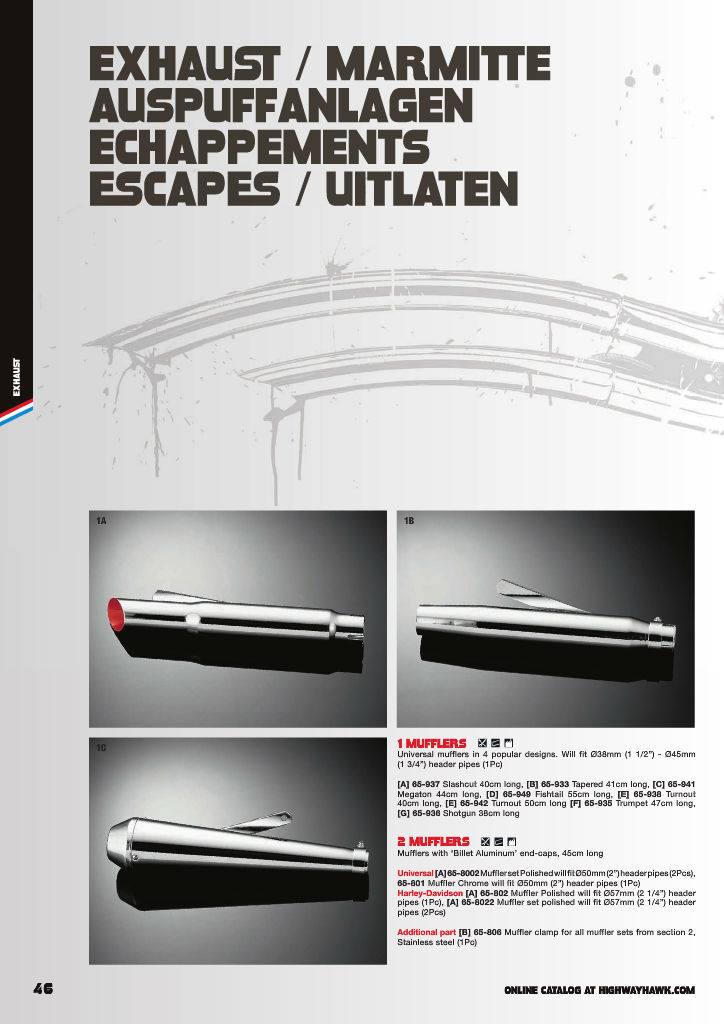 EXHAUST / MARMITTE
AUSPUFFANLAGEN
ECHAPPEMENTS
ESCAPES / UITLATEN
EXHAUST
1A
1B
1C
1 MUFFLERS
Universal mufflers in 4 popular designs. Will fit Ø38mm (1 1/2”) - Ø45mm
(1 3/4”) header pipes (1Pc)
[A] 65-937 Slashcut 40cm long, [B] 65-933 Tapered 41cm long, [C] 65-941
Megaton 44cm long, [D] 65-949 Fishtail 55cm long, [E] 65-938 Turnout
40cm long, [E] 65-942 Turnout 50cm long [F] 65-935 Trumpet 47cm long,
[G] 65-936 Shotgun 38cm long
2 MUFFLERS
Mufflers with ‘Billet Aluminum’ end-caps, 45cm long
Universal [A] 65-8002 Muffler set Polished will fit Ø50mm (2”) header pipes (2Pcs),
65-801 Muffler Chrome will fit Ø50mm (2”) header pipes (1Pc)
Harley-Davidson [A] 65-802 Muffler Polished will fit Ø57mm (2 1/4”) header
pipes (1Pc), [A] 65-8022 Muffler set polished will fit Ø57mm (2 1/4”) header
pipes (2Pcs)
Additional part [B] 65-806 Muffler clamp for all muffler sets from section 2,
Stainless steel (1Pc)
46
ONLINE CATALOG AT HIGHWAYHAWK.COM